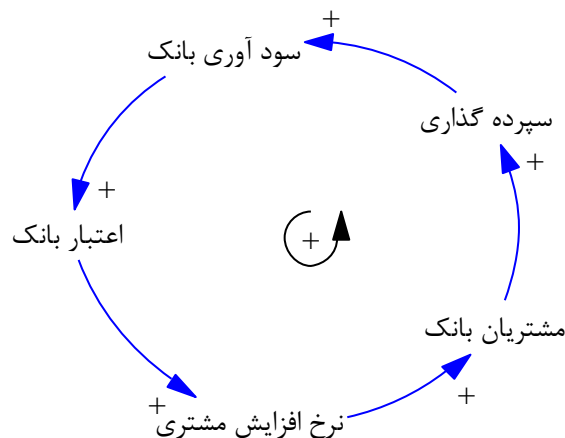 +
سود آوری بانک
سپرده گذاری
+
+
اعتبار بانک
+
مشتریان بانک
+
+
نرخ افزایش مشتری